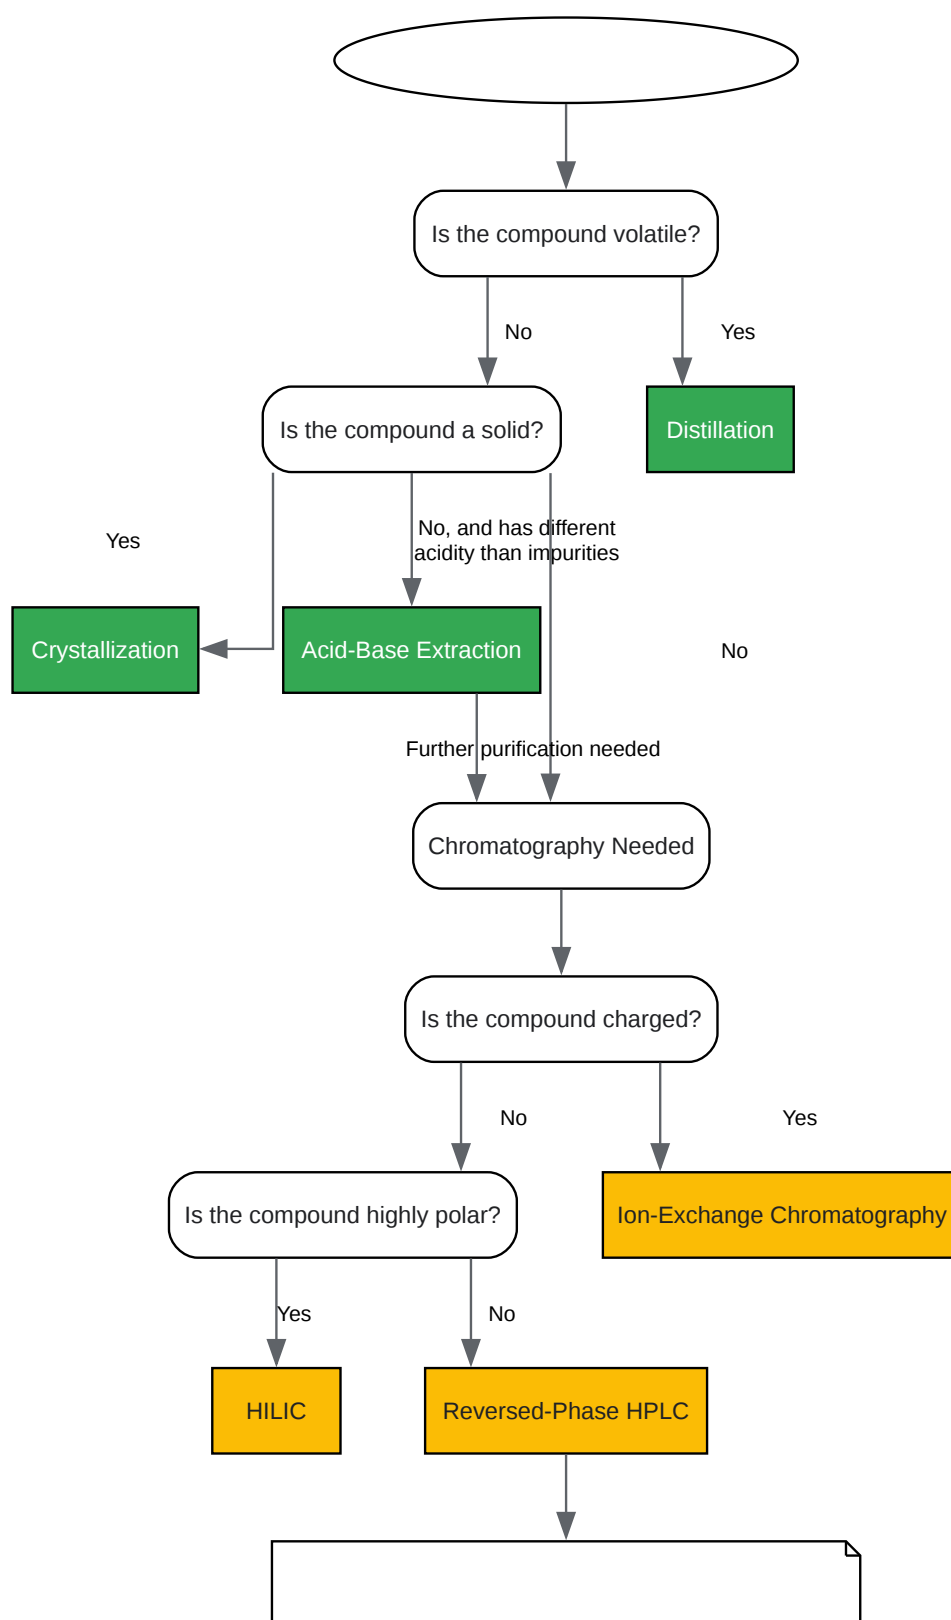 Is the compound volatile?
No
Yes
Is the compound a solid?
Distillation
No, and has different
acidity than impurities
Yes
Crystallization
Acid-Base Extraction
No
Further purification needed
Chromatography Needed
Is the compound charged?
No
Yes
Is the compound highly polar?
Ion-Exchange Chromatography
Yes
No
HILIC
Reversed-Phase HPLC